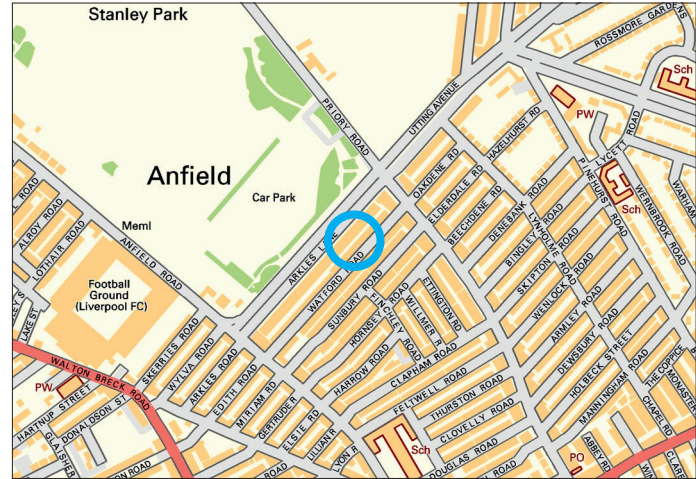 Stanley Park
ROSSMORE GARDENS
Sch
UTTING AVENUE
PRIORY ROAD
PW
HAZELHURST RD
LYCETT ROAD
Anfield
Car Park
OAKDENE RD
ELDERDALE RD
BEECHDENE RD
PINEHURST ROAD
WERNBROOK ROAD
Sch
DENEBANK ROAD
LYNHOLME ROAD
BINGLEY ROAD
SKIPTON ROAD
ALROY ROAD
LOTHAIR ROAD
Meml
ANFIELD ROAD
ARKLES LANE
WATFORD ROAD
SUNBURY ROAD
HORNSEY ROAD
FINCHLEY ROAD
WILLMER R
ETTINGTON RD
WENLOCK ROAD
ARMLEY ROAD
DEWSBURY ROAD
HOLBECK STREET
MANNINGHAM ROAD
THE COPPICE
Football
Ground
(Liverpool FC)
LAKE ST
WALTON BRECK ROAD
SKERRIES ROAD
WYLVA ROAD
ARKLES ROAD
EDITH ROAD
MIRIAM RD
GERTRUDE R
ELSIE RD
HARROW ROAD
CLAPHAM ROAD
FELTWELL ROAD
THURSTON ROAD
CLOVELLY ROAD
DOUGLAS ROAD
PW
HARTNUP STREET
DONALDSON ST
Sch
PO
ABBEY RD
CHAPEL RD